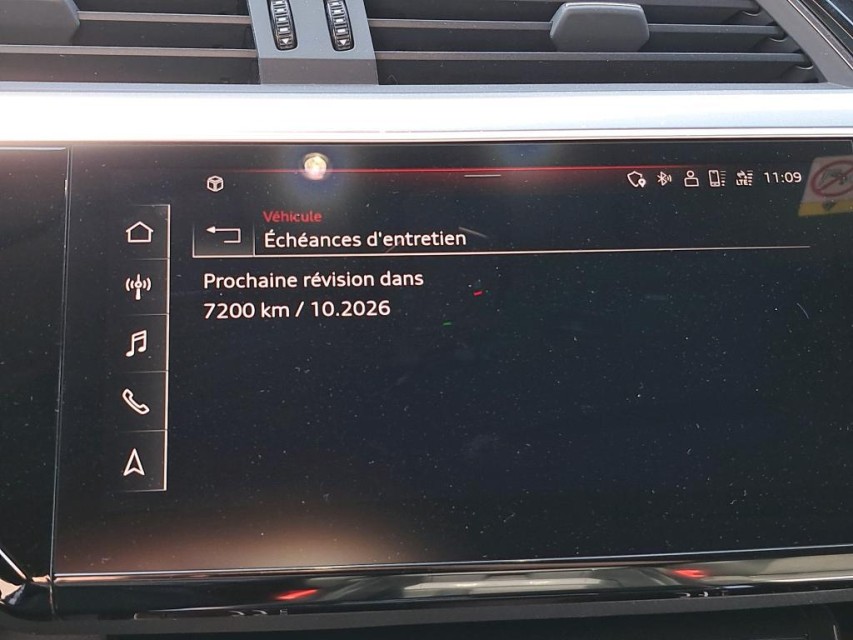 11:09
Véhicule
Échéances d'entretien
Prochaine révision dans
7200 km / 10.2026